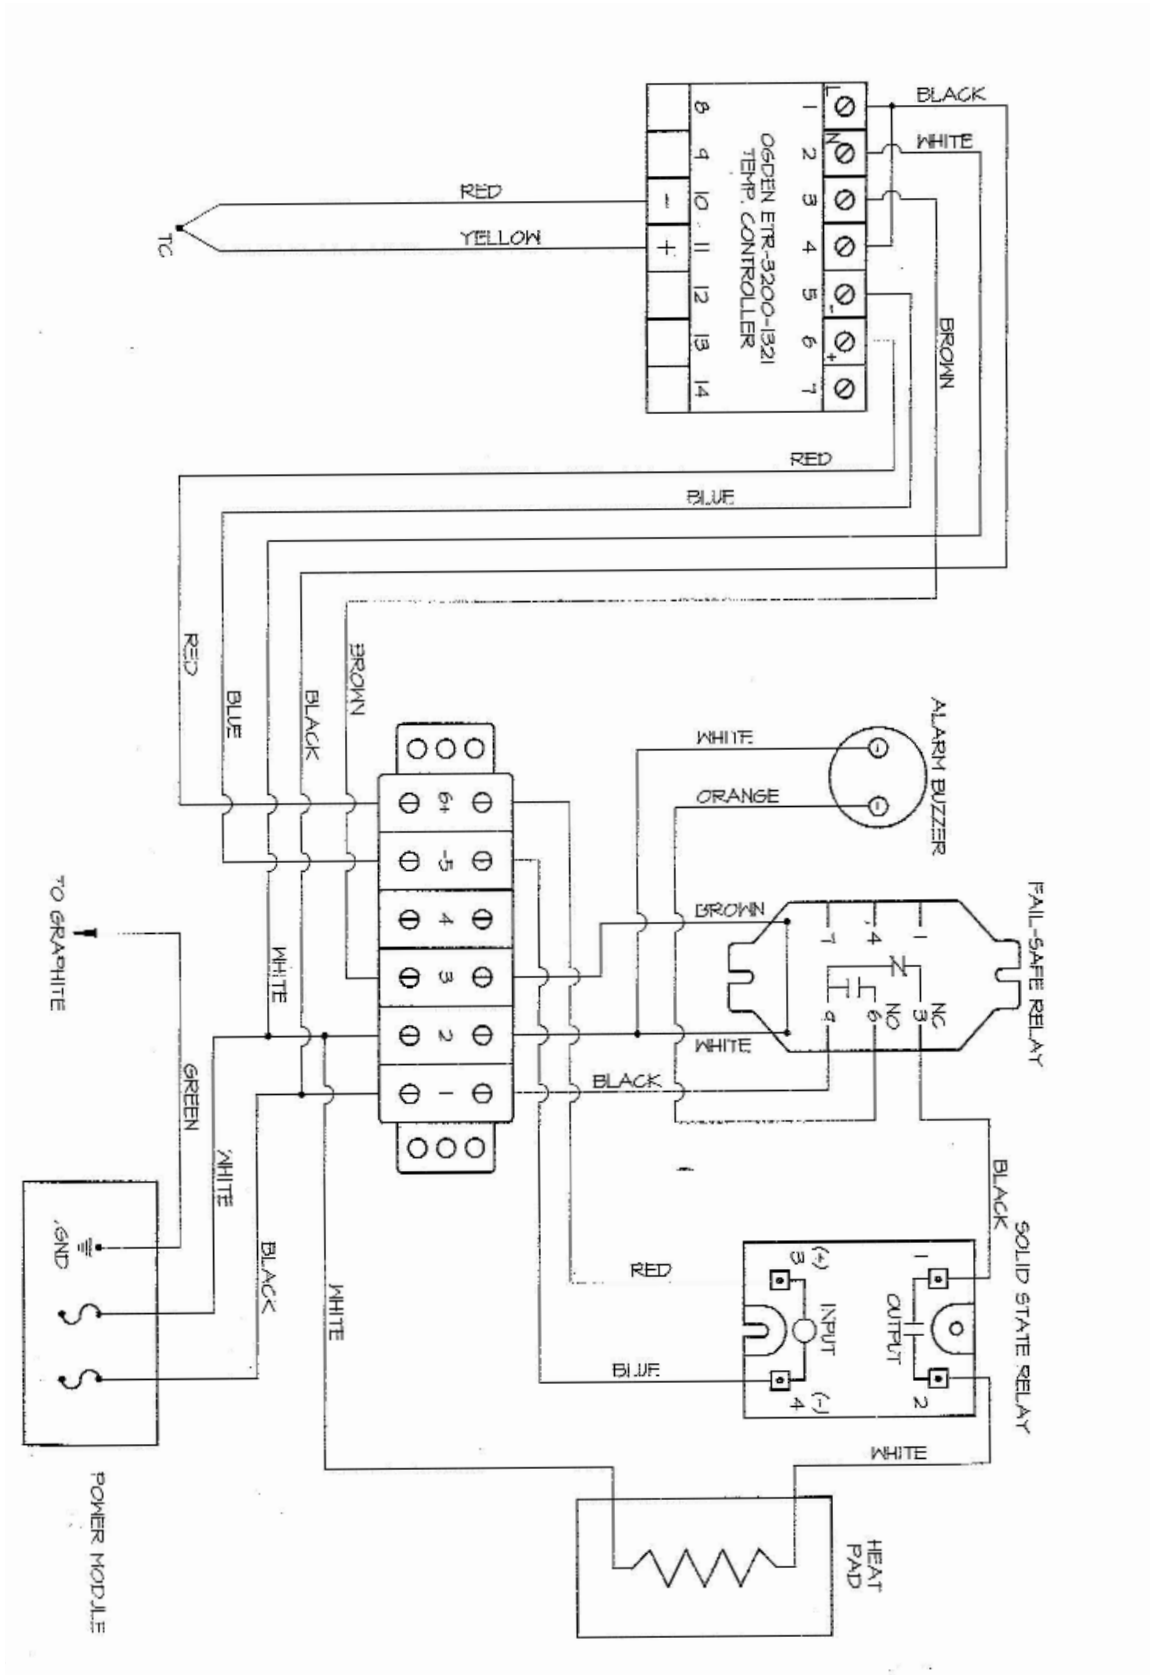 BLACK
WHITE
L
N
1
2
3
4
5
6
7
-
+
OGDEN ETR-3200-1321
TEMP. CONTROLLER
8
9
10
11
12
13
14
-
+
RED
YELLOW
TC
BROWN
RED
BLUE
RED
BLUE
BLACK
BROWN
WHITE
WHITE
ORANGE
ALARM BUZZER
6+
-5
4
3
2
1
BROWN
WHITE
BLACK
FAIL-SAFE RELAY
7
4
1
9
6
3
NO
NC
TO GRAPHITE
GREEN
WHITE
BLACK
WHITE
GND
POWER MODULE
BLACK
SOLID STATE RELAY
3
(+)
1
INPUT
OUTPUT
4
(-)
2
RED
BLUE
WHITE
HEAT
PAD